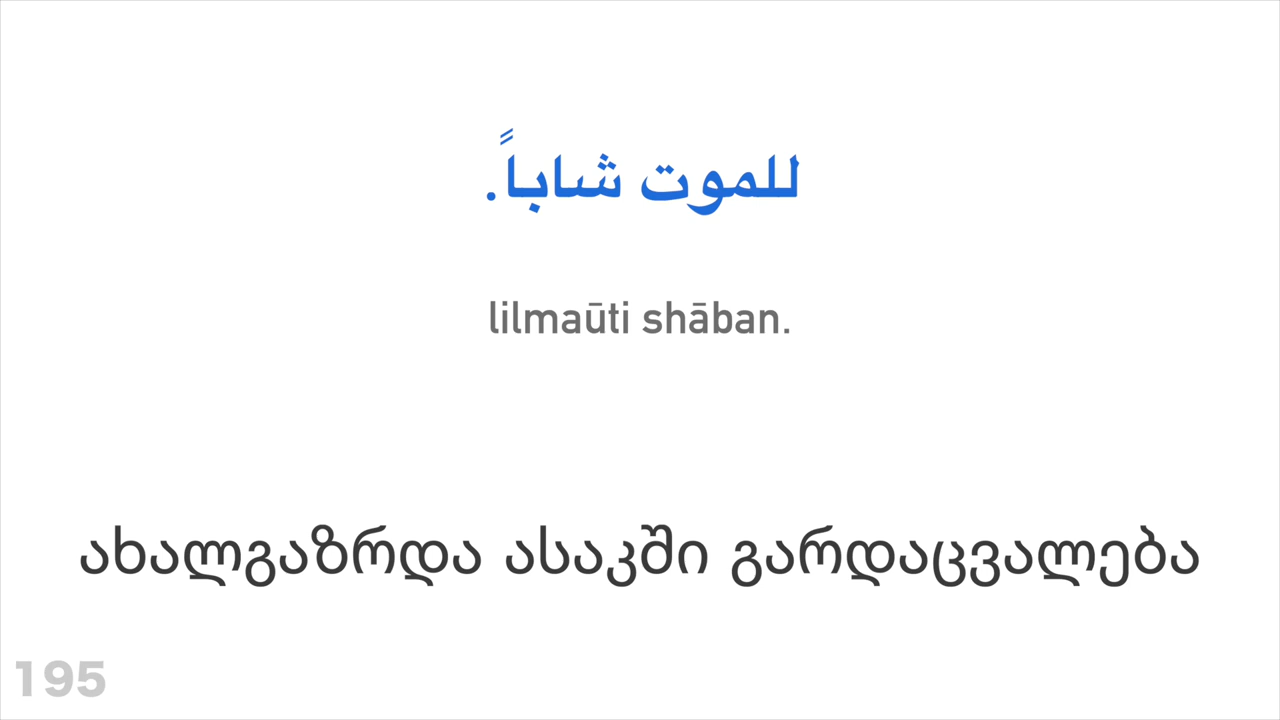 للموت شاباً.
lilmaūti shāban.
ახალგაზრდა ასაკში გარდაცვალება
195